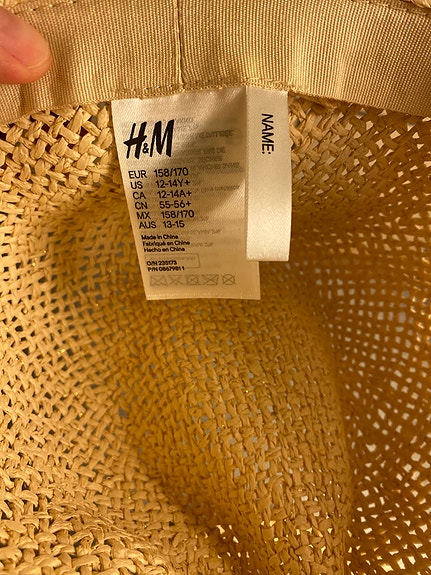 H&M
NAME:
EUR 158/170
US 12-14Y+
CA 12-14A+
CN 55-56+
MX 158/170
AUS 13-15
Made in China
Fabriqué en Chine
Hecho en China
O/N 235173
P/N 0867981 1